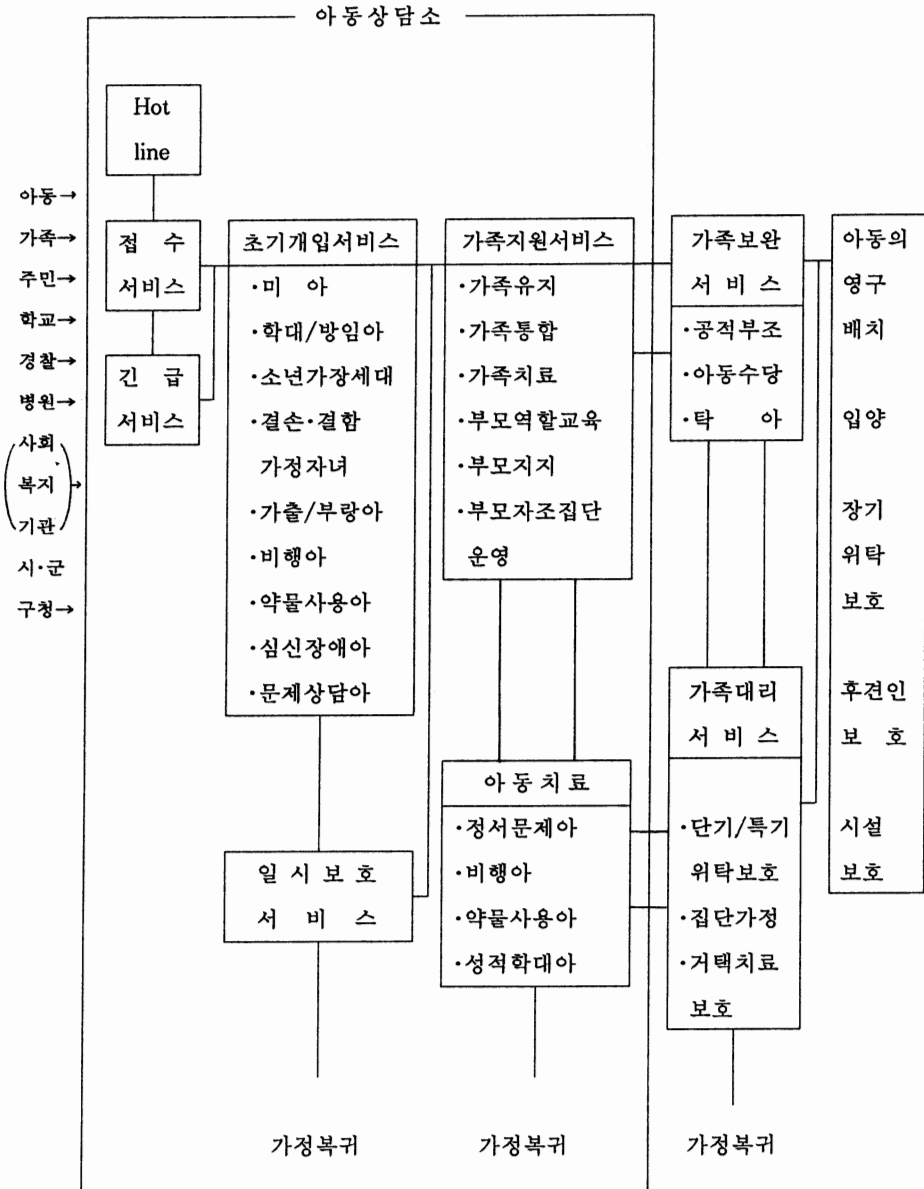 아동상담소
Hot
line
아동→
가족→
주민→
학교→
경찰→
병원→
사회
복지→
기관
시·군
구청→
접 수
서비스
긴 급
서비스
초기개입서비스
·미 아
·학대/방임아
·소년가장세대
·결손·결함
가정자녀
·가출/부랑아
·비행아
·약물사용아
·심신장애아
·문제상담아
일 시 보 호
서 비 스
가정복귀
가족지원서비스
·가족유지
·가족통합
·가족치료
·부모역할교육
·부모지지
·부모자조집단
운영
아 동 치 료
·정서문제아
·비행아
·약물사용아
·성적학대아
가정복귀
가족보완
서 비 스
·공적부조
·아동수당
·탁 아
가족대리
서 비 스
·단기/특기
위탁보호
·집단가정
·거택치료
보호
가정복귀
아동의
영구
배치
입양
장기
위탁
보호
후견인
보 호
시설
보호